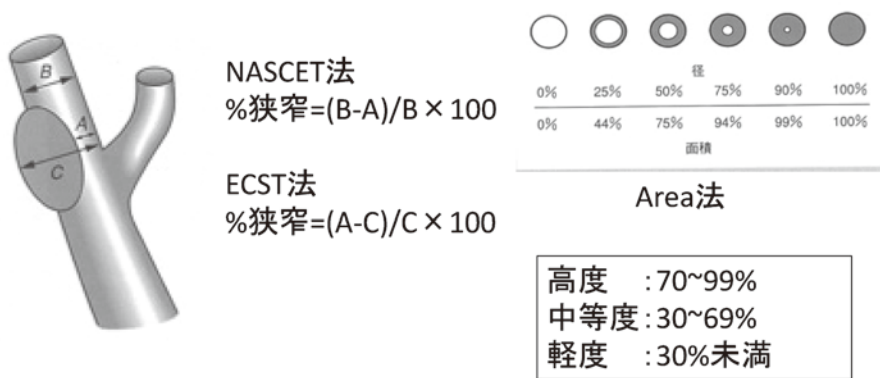 B
A
C
NASCET法
%狭窄=(B-A)/B×100
ECST法
%狭窄=(A-C)/C×100
径
0% 25% 50% 75% 90% 100%
0% 44% 75% 94% 99% 100%
面積
Area法
高度 :70~99%
中等度:30~69%
軽度 :30%未満